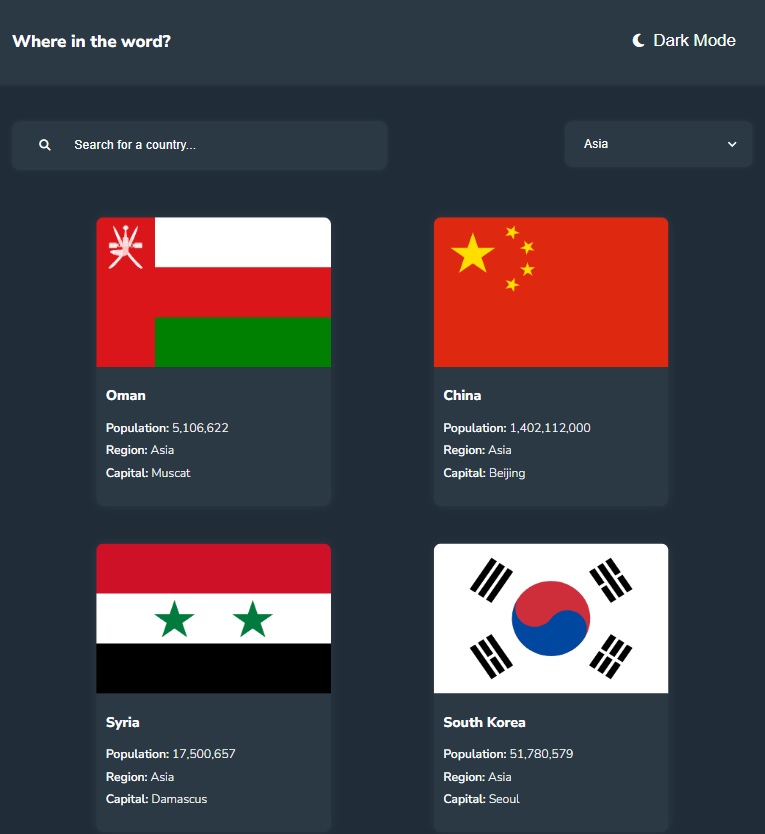 Where in the word?
Dark Mode
Search for a country...
Asia
Oman
Population: 5,106,622
Region: Asia
Capital: Muscat
China
Population: 1,402,112,000
Region: Asia
Capital: Beijing
Syria
Population: 17,500,657
Region: Asia
Capital: Damascus
South Korea
Population: 51,780,579
Region: Asia
Capital: Seoul